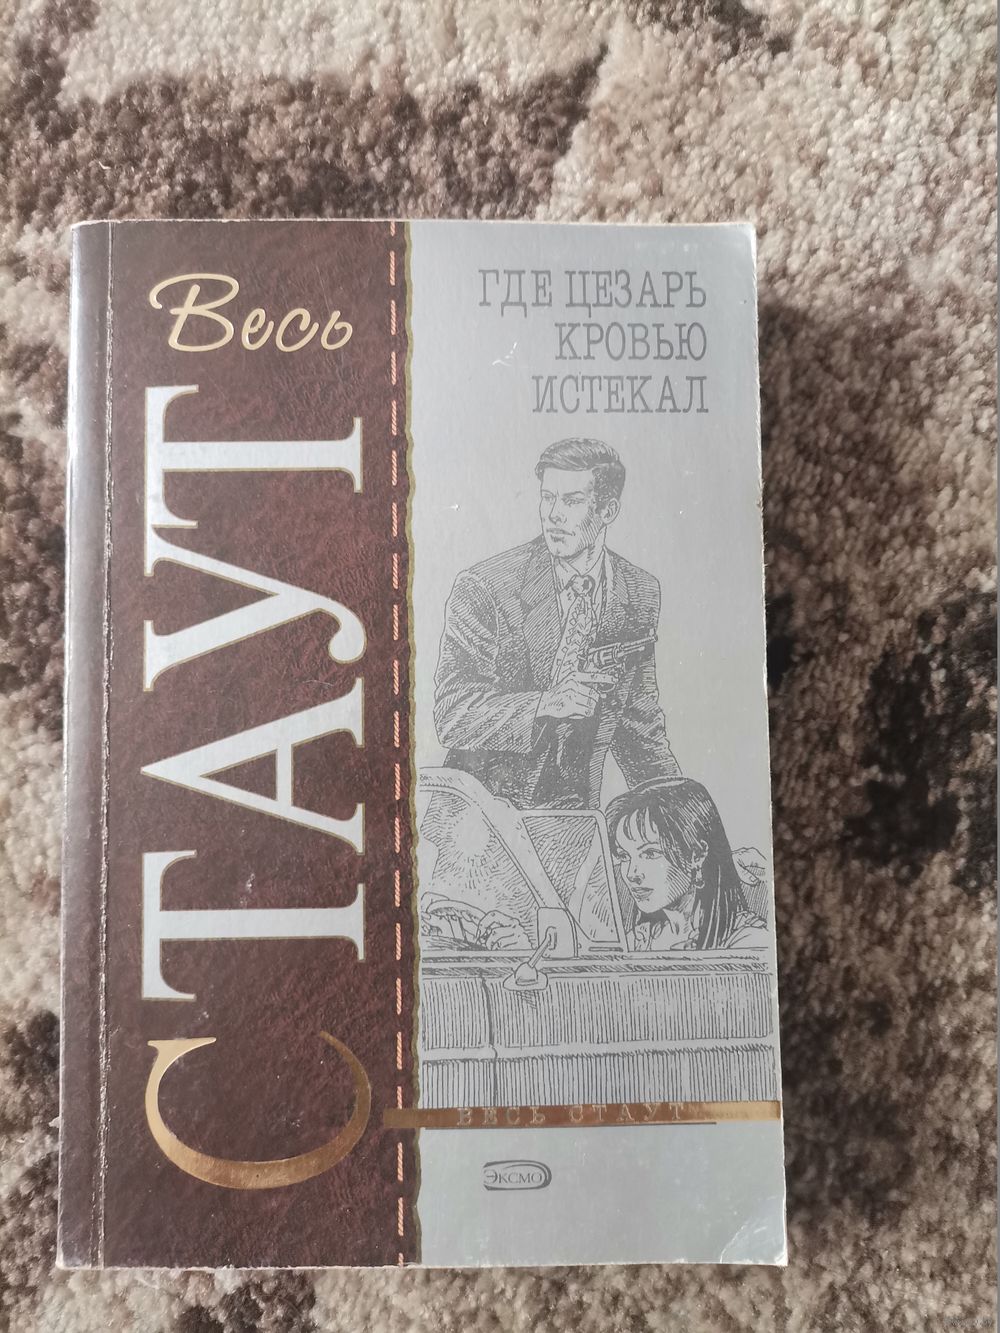 Весь
СТАУТ
ГДЕ ЦЕЗАРЬ
КРОВЬЮ
ИСТЕКАЛ
ВЕСЬ СТАУТ
ЭКСМО